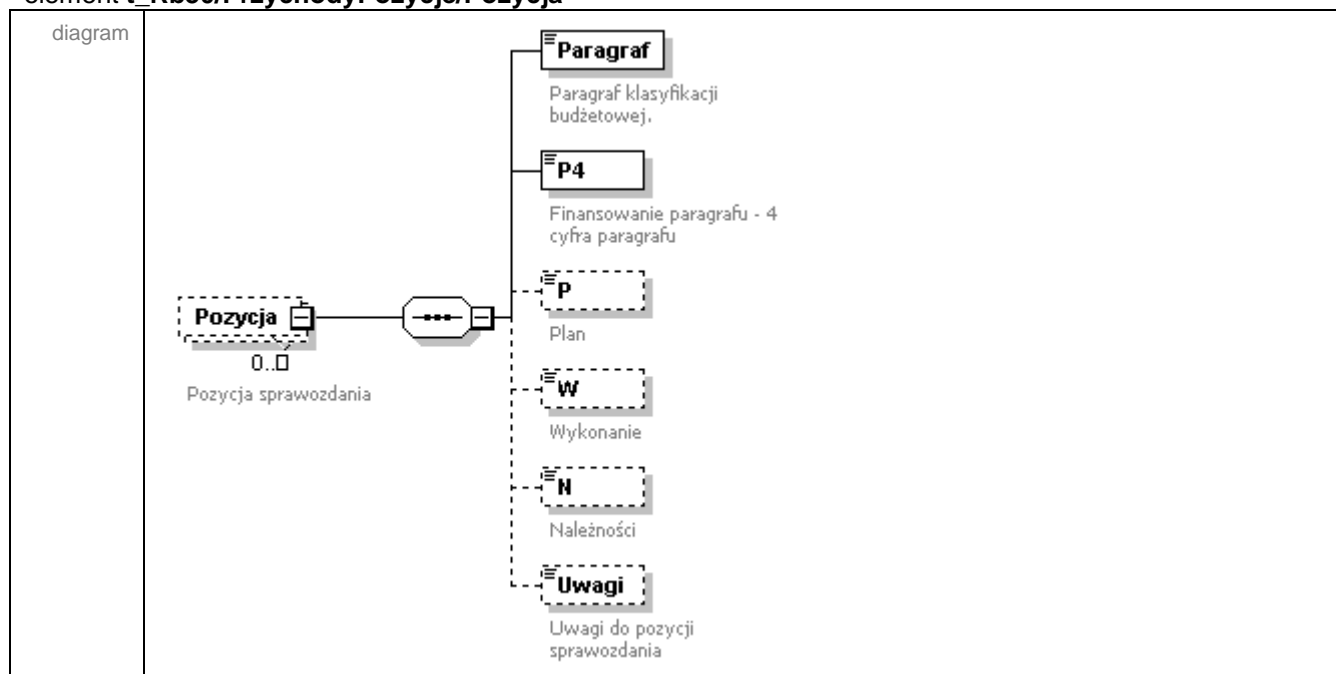 diagram
Paragraf
Paragraf klasyfikacji
budżetowej.
P4
Finansowanie paragrafu - 4
cyfra paragrafu
P
Plan
Pozycja
0..
Pozycja sprawozdania
W
Wykonanie
N
Należności
Uwagi
Uwagi do pozycji
sprawozdania